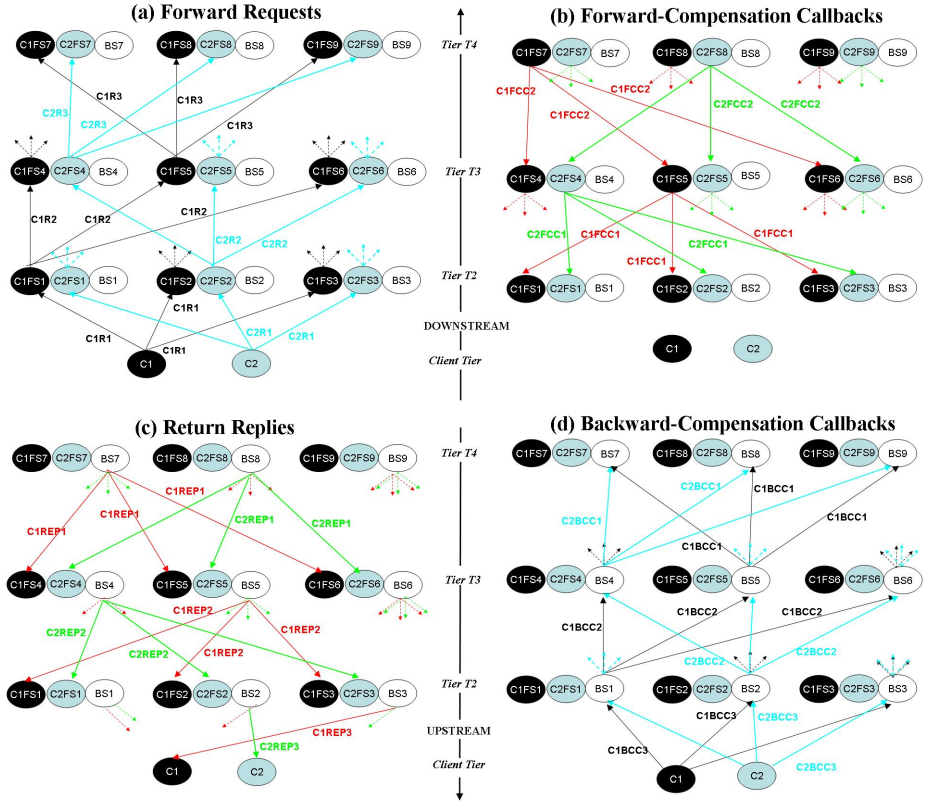 (a) Forward Requests
C1FS7 C2FS7 BS7 C1FS8 C2FS8 BS8 C1FS9 C2FS9 BS9
C1R3
C2R3
C2R3
C1R3
C1R3
C1FS4 C2FS4 BS4 C1FS5 C2FS5 BS5 C1FS6 C2FS6 BS6
C1R2
C1R2
C1R2
C2R2
C2R2
C1FS1 C2FS1 BS1 C1FS2 C2FS2 BS2 C1FS3 C2FS3 BS3
C1R1
C1R1
C1R1
C2R1
C2R1
C1 C2
Tier T4
Tier T3
Tier T2
DOWNSTREAM
Client Tier
(b) Forward-Compensation Callbacks
C1FS7 C2FS7 BS7 C1FS8 C2FS8 BS8 C1FS9 C2FS9 BS9
C1FCC2
C1FCC2
C1FCC2
C2FCC2
C2FCC2
C1FS4 C2FS4 BS4 C1FS5 C2FS5 BS5 C1FS6 C2FS6 BS6
C2FCC1
C1FCC1
C2FCC1
C1FCC1
C1FCC1
C1FS1 C2FS1 BS1 C1FS2 C2FS2 BS2 C1FS3 C2FS3 BS3
C1 C2
(c) Return Replies
C1FS7 C2FS7 BS7 C1FS8 C2FS8 BS8 C1FS9 C2FS9 BS9
C1REP1
C1REP1
C2REP1
C2REP1
C1REP1
C1FS4 C2FS4 BS4 C1FS5 C2FS5 BS5 C1FS6 C2FS6 BS6
C1REP2
C2REP2
C2REP2
C1REP2
C1REP2
C1FS1 C2FS1 BS1 C1FS2 C2FS2 BS2 C1FS3 C2FS3 BS3
C1REP3
C2REP3
C1 C2
Tier T4
Tier T3
Tier T2
UPSTREAM
Client Tier
(d) Backward-Compensation Callbacks
C1FS7 C2FS7 BS7 C1FS8 C2FS8 BS8 C1FS9 C2FS9 BS9
C2BCC1
C2BCC1
C1BCC1
C1BCC1
C1BCC1
C1FS4 C2FS4 BS4 C1FS5 C2FS5 BS5 C1FS6 C2FS6 BS6
C1BCC2
C1BCC2
C1BCC2
C2BCC2
C2BCC2
C1FS1 C2FS1 BS1 C1FS2 C2FS2 BS2 C1FS3 C2FS3 BS3
C1BCC3
C1BCC3
C2BCC3
C2BCC3
C1 C2